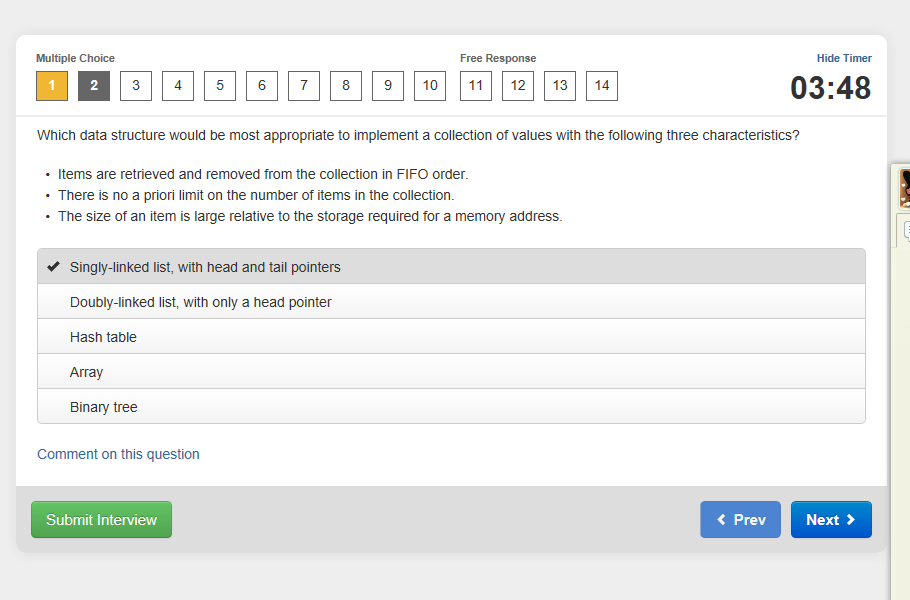 Multiple Choice
Free Response
Hide Timer
1 2 3 4 5 6 7 8 9 10 11 12 13 14
03:48
Which data structure would be most appropriate to implement a collection of values with the following three characteristics?
• Items are retrieved and removed from the collection in FIFO order.
• There is no a priori limit on the number of items in the collection.
• The size of an item is large relative to the storage required for a memory address.
Singly-linked list, with head and tail pointers
Doubly-linked list, with only a head pointer
Hash table
Array
Binary tree
Comment on this question
Submit Interview
Prev
Next